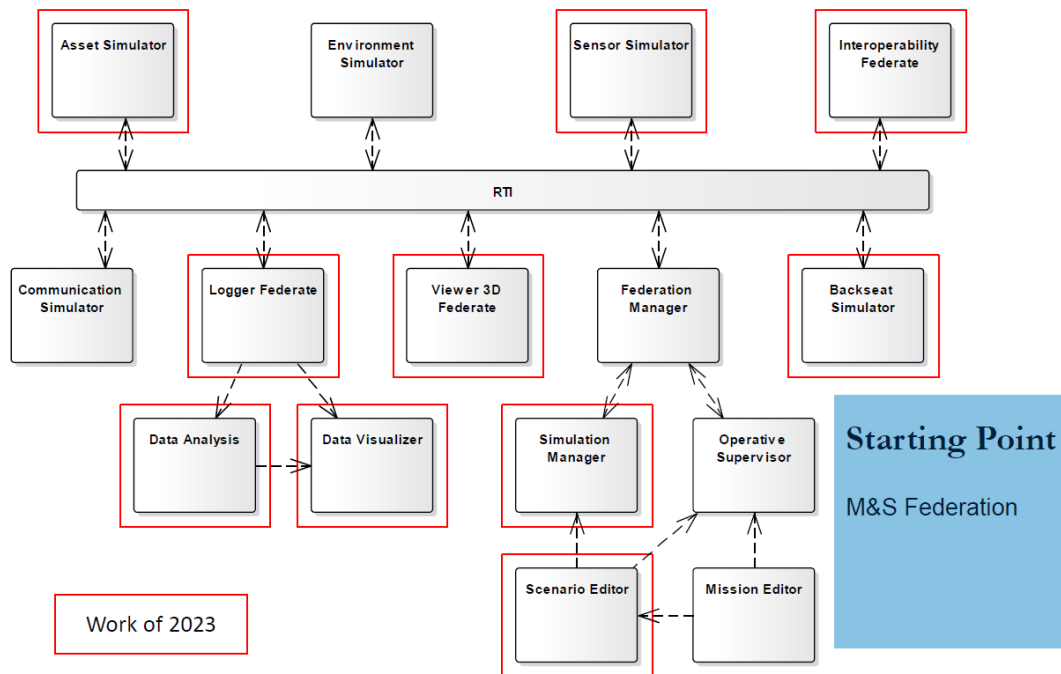 Asset Simulator
Environment
Simulator
Sensor Simulator
Interoperability
Federate
RTI
Communication
Simulator
Logger Federate
Viewer 3D
Federate
Federation
Manager
Backseat
Simulator
Data Analysis
Data Visualizer
Simulation
Manager
Operative
Supervisor
Starting Point
M&S Federation
Scenario Editor
Mission Editor
Work of 2023